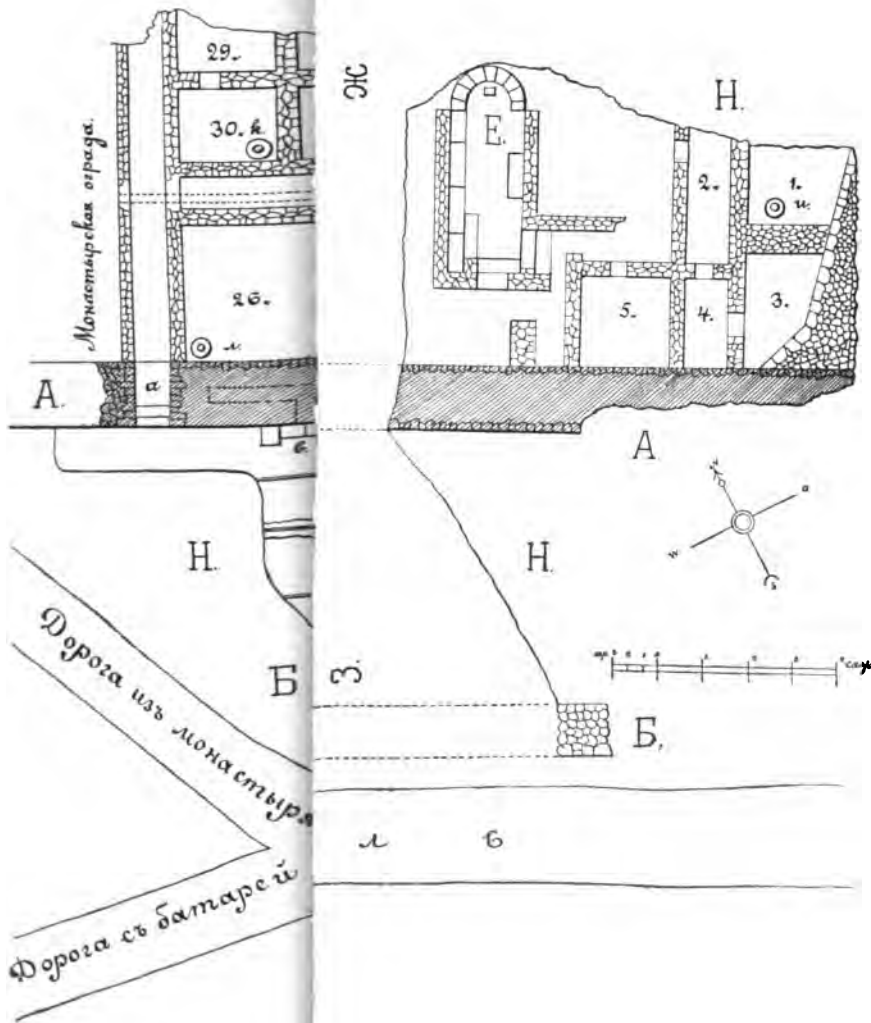 29.
30. к
Монастырская ограда.
26.
л.
А.
а
в.
Н.
Дорога изъ монастыря
Б
Дорога съ батарей
Ж
Н.
Е.
2.
1.
и.
5.
4.
3.
А
Н.
З.
Б,
л
в